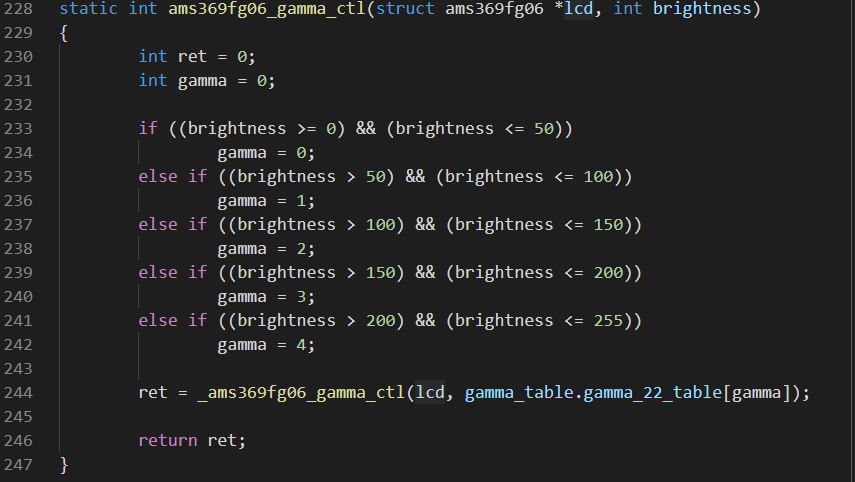 228 static int ams369fg06_gamma_ctl(struct ams369fg06 *lcd, int brightness)
229 {
230         int ret = 0;
231         int gamma = 0;
232
233         if ((brightness >= 0) && (brightness <= 50))
234                 gamma = 0;
235         else if ((brightness > 50) && (brightness <= 100))
236                 gamma = 1;
237         else if ((brightness > 100) && (brightness <= 150))
238                 gamma = 2;
239         else if ((brightness > 150) && (brightness <= 200))
240                 gamma = 3;
241         else if ((brightness > 200) && (brightness <= 255))
242                 gamma = 4;
243
244         ret = _ams369fg06_gamma_ctl(lcd, gamma_table.gamma_22_table[gamma]);
245
246         return ret;
247 }